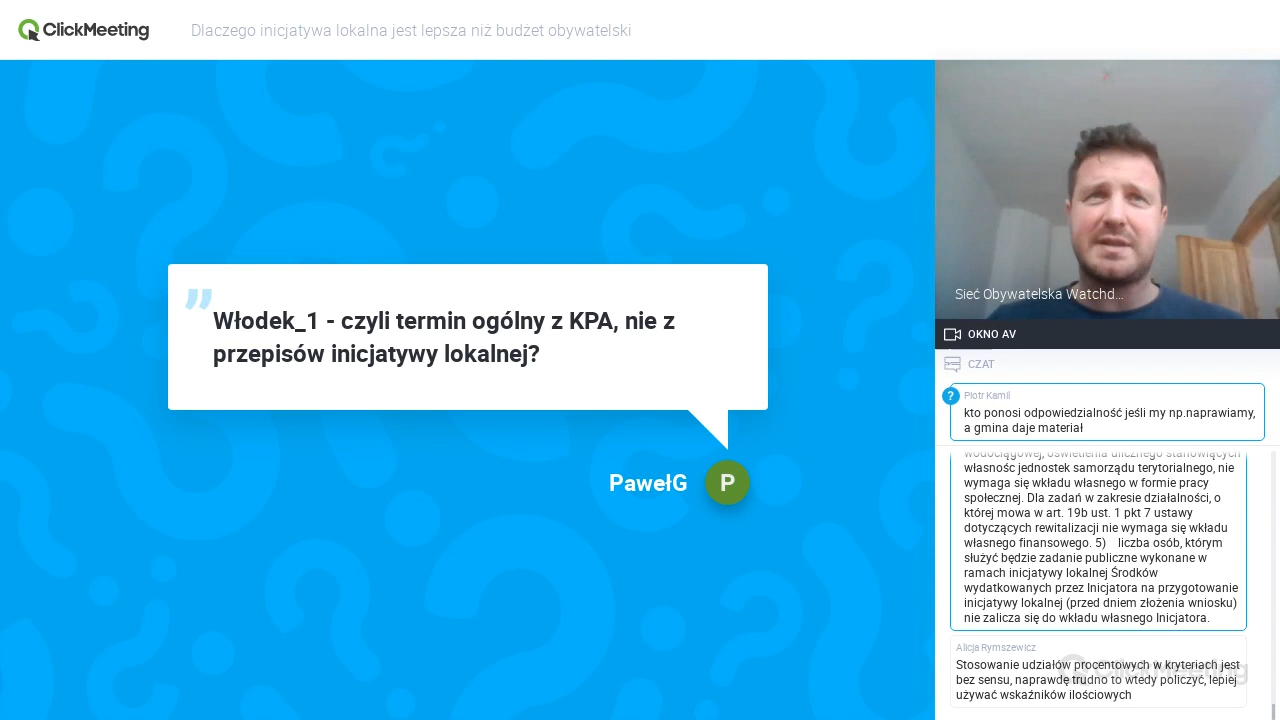 ClickMeeting
Dlaczego inicjatywa lokalna jest lepsza niż budżet obywatelski
Włodek_1 - czyli termin ogólny z KPA, nie z
przepisów inicjatywy lokalnej?
PawełG
P
Sieć Obywatelska Watchd...
OKNO AV
CZAT
?
Piotr Kamil
kto ponosi odpowiedzialność jeśli my np.naprawiamy,
a gmina daje materiał
wodociągowej, oświetlenia ulicznego stanowiących
własnośc jednostek samorządu terytorialnego, nie
wymaga się wkładu własnego w formie pracy
społecznej. Dla zadań w zakresie działalności, o
której mowa w art. 19b ust. 1 pkt 7 ustawy
dotyczących rewitalizacji nie wymaga się wkładu
własnego finansowego. 5) liczba osób, którym
służyć będzie zadanie publiczne wykonane w
ramach inicjatywy lokalnej Środków
wydatkowanych przez Inicjatora na przygotowanie
inicjatywy lokalnej (przed dniem złożenia wniosku)
nie zalicza się do wkładu własnego Inicjatora.
Alicja Rymszewicz
Stosowanie udziałów procentowych w kryteriach jest
bez sensu, naprawdę trudno to wtedy policzyć, lepiej
używać wskaźników ilościowych
ClickMeeting